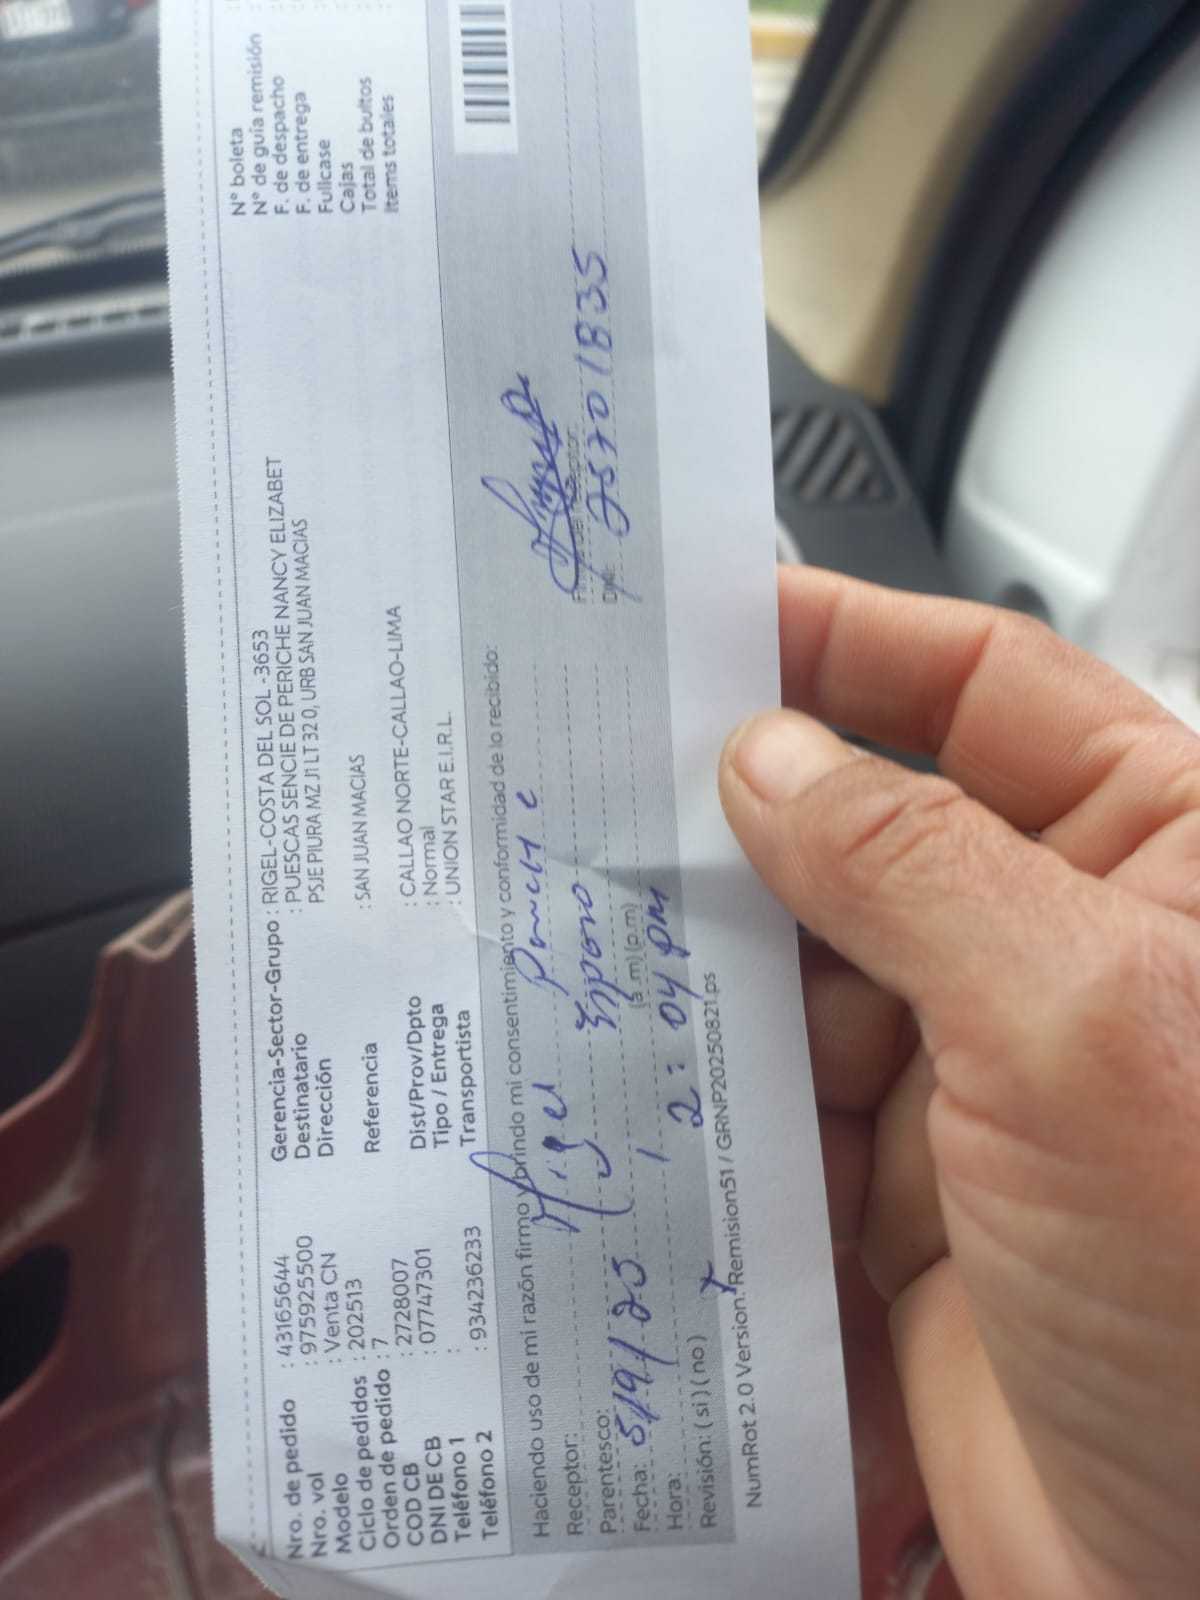 Nro. de pedido : 43165644
Nro. vol : 975925500
Modelo : Venta CN
Ciclo de pedidos : 202513
Orden de pedido : 7
COD CB : 2728007
DNI DE CB : 07747301
Teléfono 1 :
Teléfono 2 : 934236233
Gerencia-Sector-Grupo : RIGEL-COSTA DEL SOL -3653
Destinatario : PUESCAS SENCIE DE PERICHE NANCY ELIZABET
Dirección PSJE PIURA MZ J1 LT 32 0, URB SAN JUAN MACIAS
Referencia : SAN JUAN MACIAS
Dist/Prov/Dpto : CALLAO NORTE-CALLAO-LIMA
Tipo / Entrega : Normal
Transportista : UNION STAR E.I.R.L.
N° boleta
N° de guía remisión
F. de despacho
F. de entrega
Fullcase
Cajas
Total de bultos
Items totales
Haciendo uso de mi razón firmo y brindo mi consentimiento y conformidad de lo recibido:
Receptor:
Parentesco: Esposo
Fecha: 5/9/25
Hora: 2:04 pm (a.m)(p.m)
Revisión: (si) (no)
Dni: 25701835
NumRot 2.0 Version: Remision51 / GRNP20250821.ps